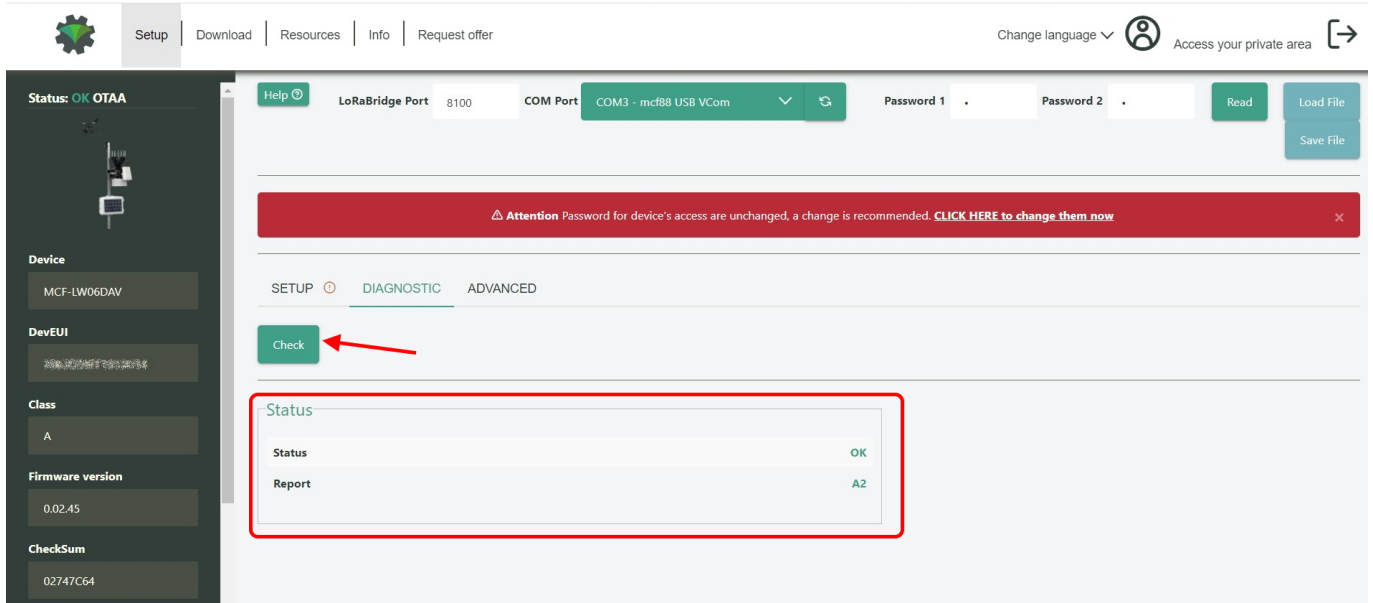 Setup Download Resources Info Request offer Change language Access your private area
Status: OK OTAA
Help LoRaBridge Port 8100 COM Port COM3 - mcf88 USB VCom Password 1 Password 2 Read Load File
Save File
Attention Password for device's access are unchanged, a change is recommended. CLICK HERE to change them now
Device
MCF-LW06DAV
SETUP DIAGNOSTIC ADVANCED
DevEUI
Check
Class
A
Status
Status OK
Report A2
Firmware version
0.02.45
CheckSum
02747C64